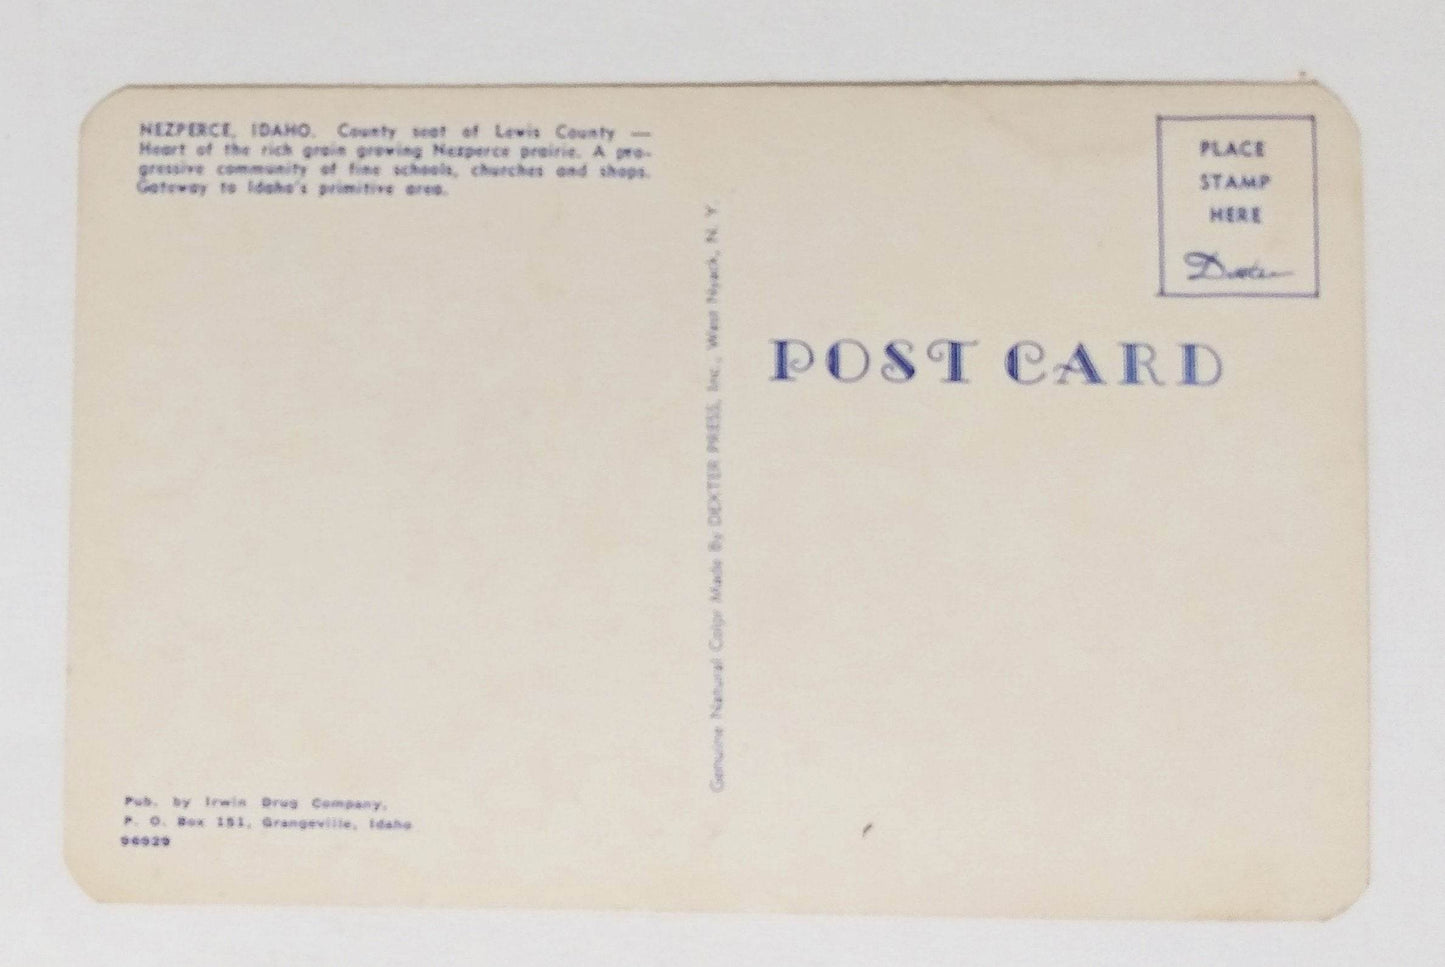 NEZPERCE, IDAHO. County seat of Lewis County —
Heart of the rich grain growing Nezperce prairie. A pro-
gressive community of fine schools, churches and shops.
Gateway to Idaho's primitive area.
Pub. by Irwin Drug Company,
P. O. Box 151, Grangeville, Idaho
Genuine Natural Color Made By DEXTER PRESS, Inc., West Nyack, N. Y.
PLACE
STAMP
HERE
Dexter
POST CARD